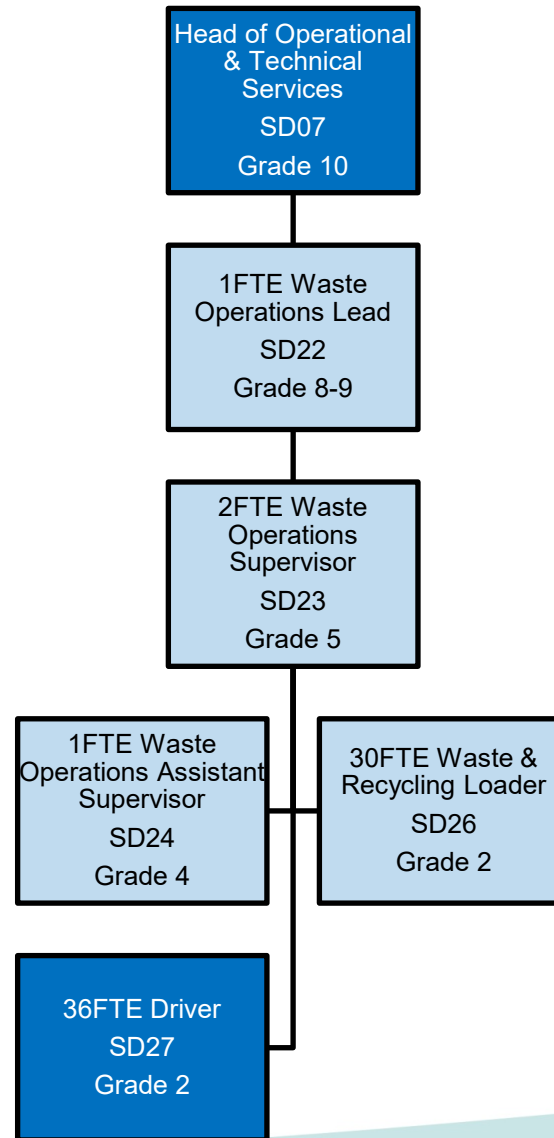 Head of Operational
& Technical
Services
SD07
Grade 10
1FTE Waste
Operations Lead
SD22
Grade 8-9
2FTE Waste
Operations
Supervisor
SD23
Grade 5
1FTE Waste
Operations Assistant
Supervisor
SD24
Grade 4
30FTE Waste &
Recycling Loader
SD26
Grade 2
36FTE Driver
SD27
Grade 2